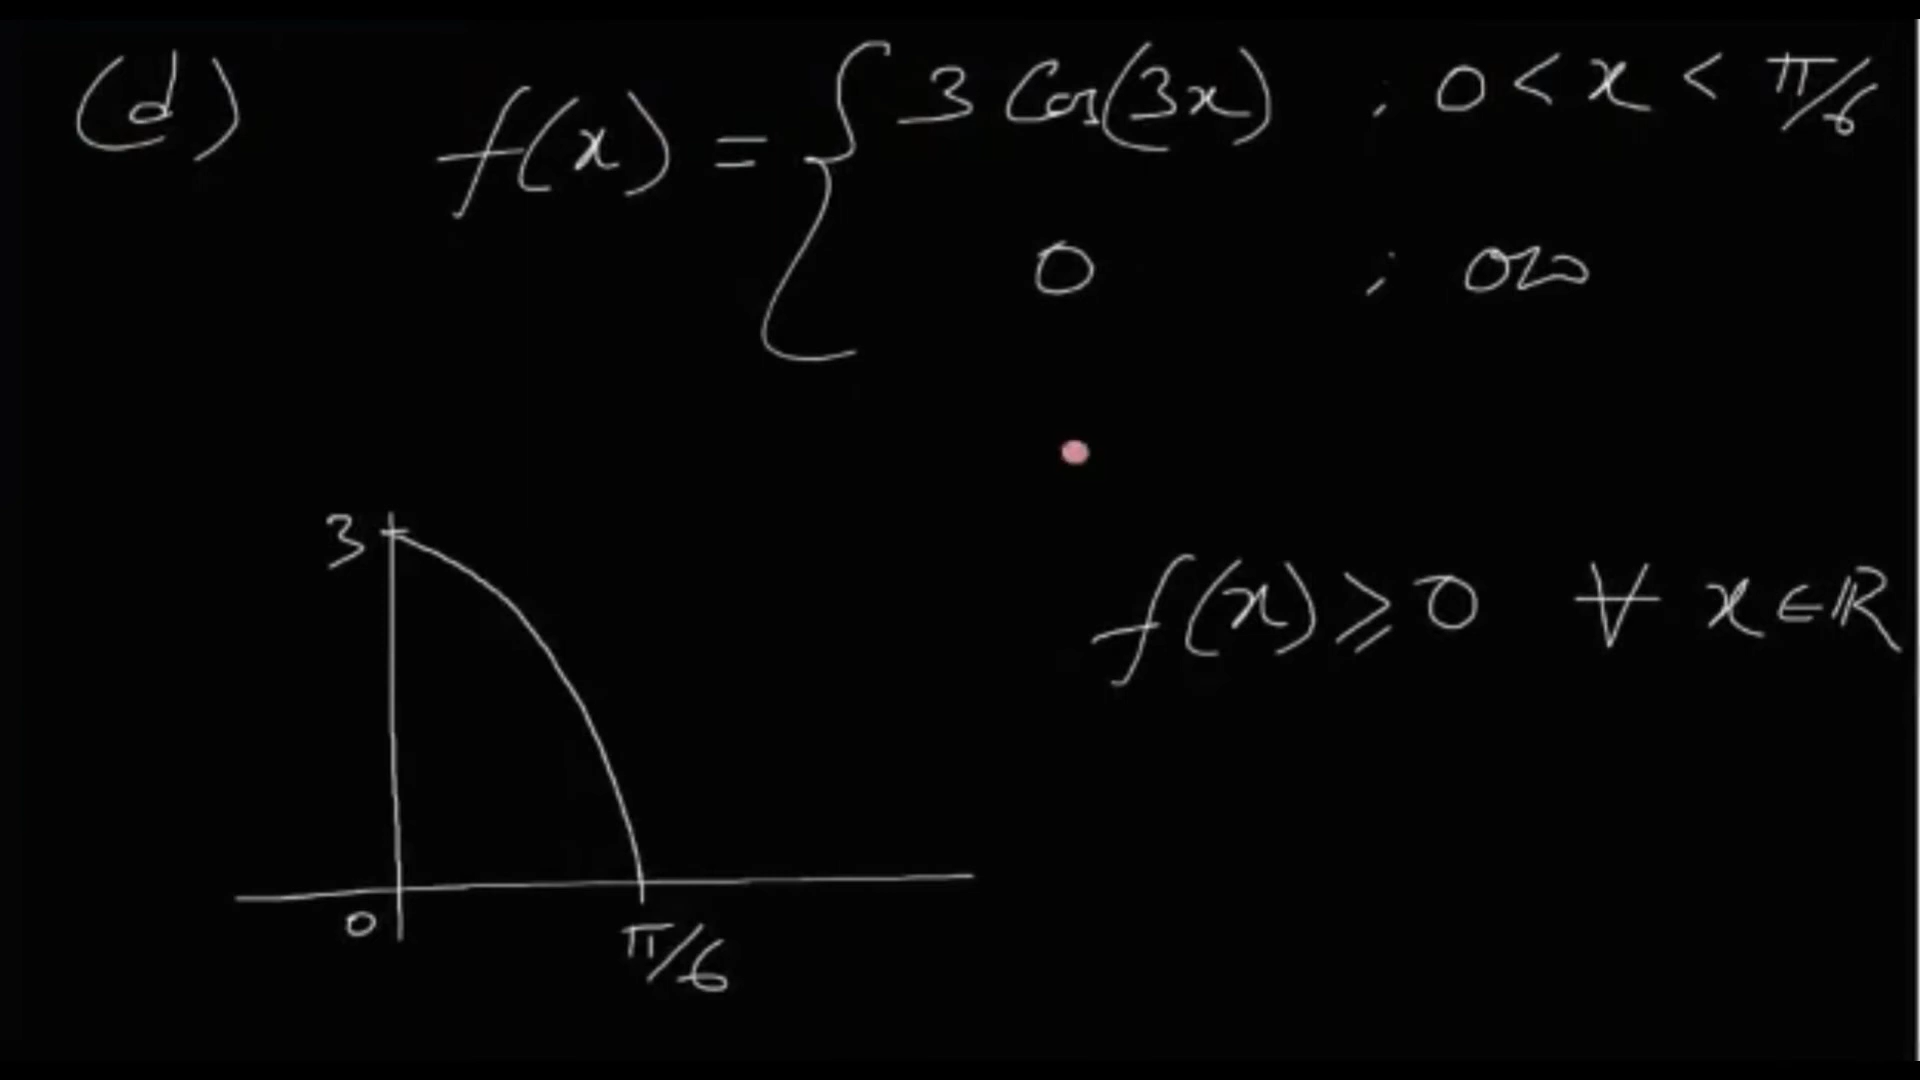 (d) f(x) = { 3 Cos(3x) ; 0 < x < π/6
0 ; ow
3
f(x) ⩾ 0 ∀ x ∈ ℝ
0
π/6